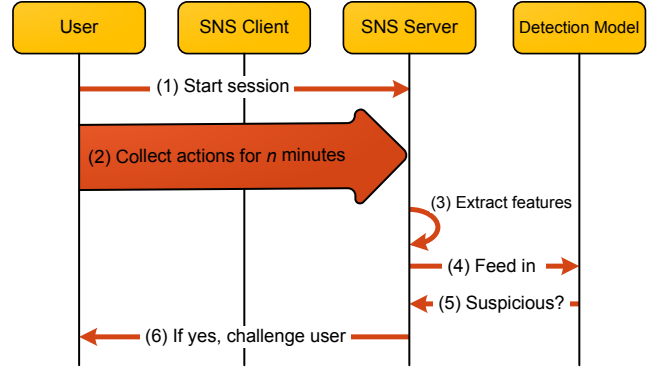 User
SNS Client
SNS Server
Detection Model
(1) Start session
(2) Collect actions for n minutes
(3) Extract features
(4) Feed in
(5) Suspicious?
(6) If yes, challenge user